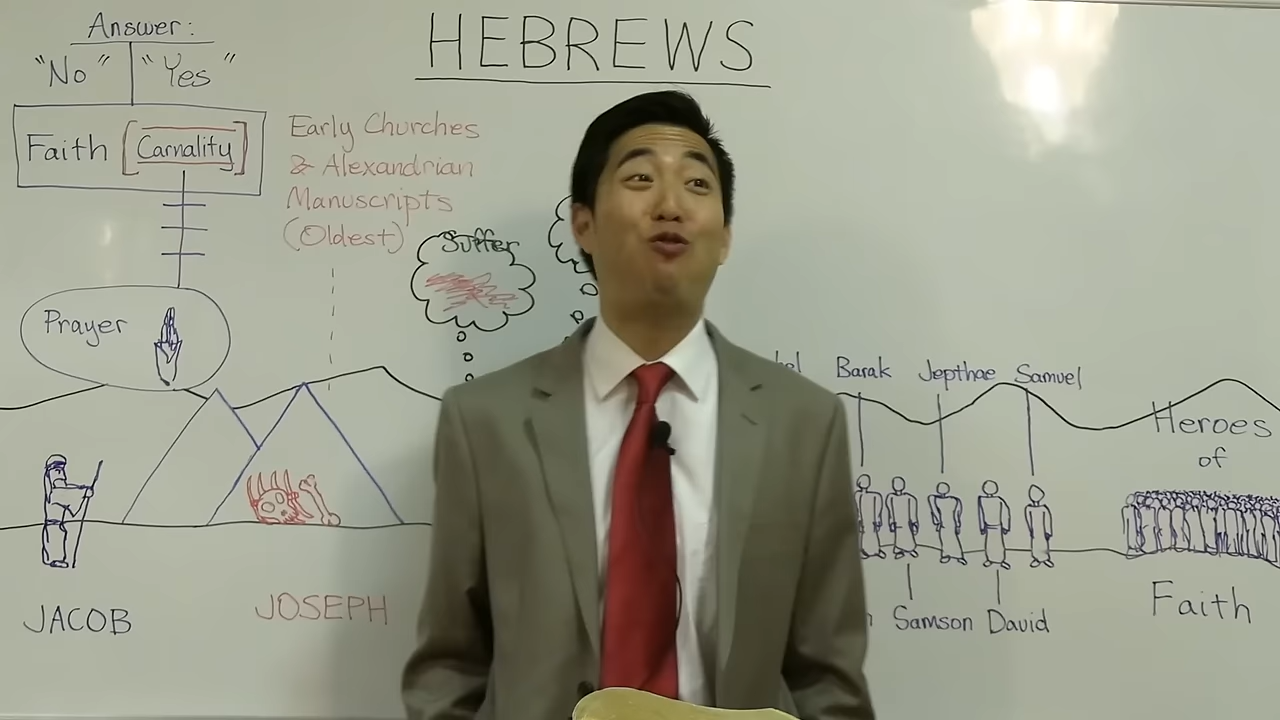 HEBREWS
Answer:
"No" "Yes"
Faith [Carnality]
Early Churches
& Alexandrian
Manuscripts
(Oldest)
Suffer
Prayer
Barak Jepthae Samuel
Heroes
of
Faith
JACOB
JOSEPH
Samson David